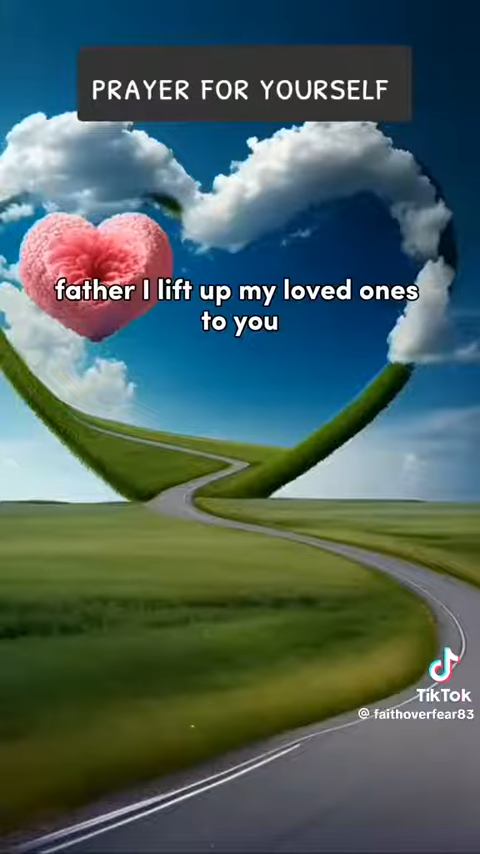 PRAYER FOR YOURSELF
father I lift up my loved ones
to you
TikTok
@ faithoverfear83